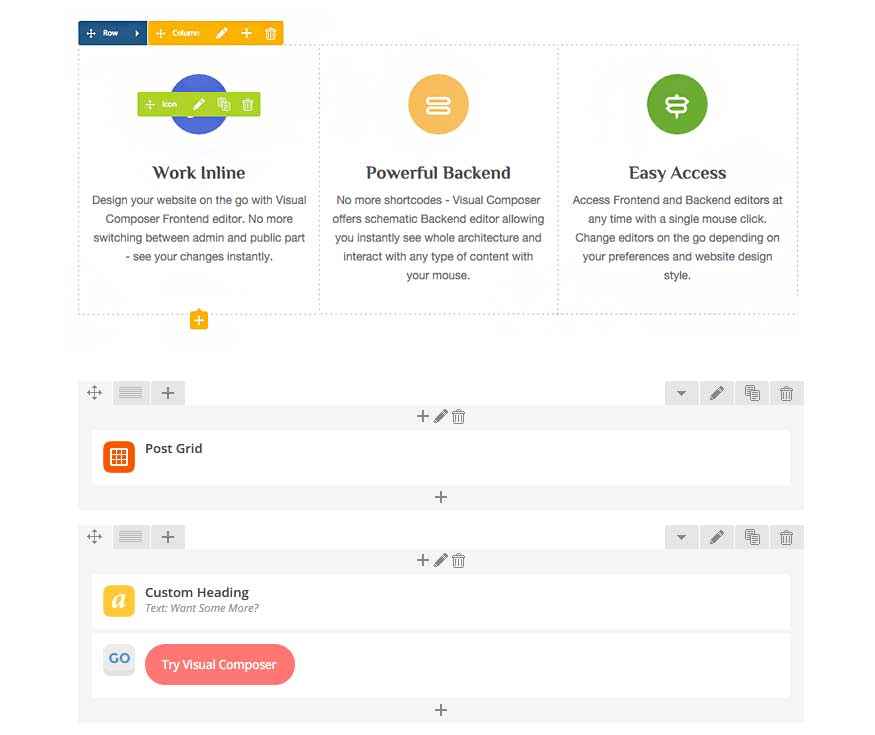 Row Column
Icon
Work Inline
Design your website on the go with Visual
Composer Frontend editor. No more
switching between admin and public part
- see your changes instantly.
Powerful Backend
No more shortcodes - Visual Composer
offers schematic Backend editor allowing
you instantly see whole architecture and
interact with any type of content with
your mouse.
Easy Access
Access Frontend and Backend editors at
any time with a single mouse click.
Change editors on the go depending on
your preferences and website design
style.
Post Grid
a Custom Heading
Text: Want Some More?
GO Try Visual Composer